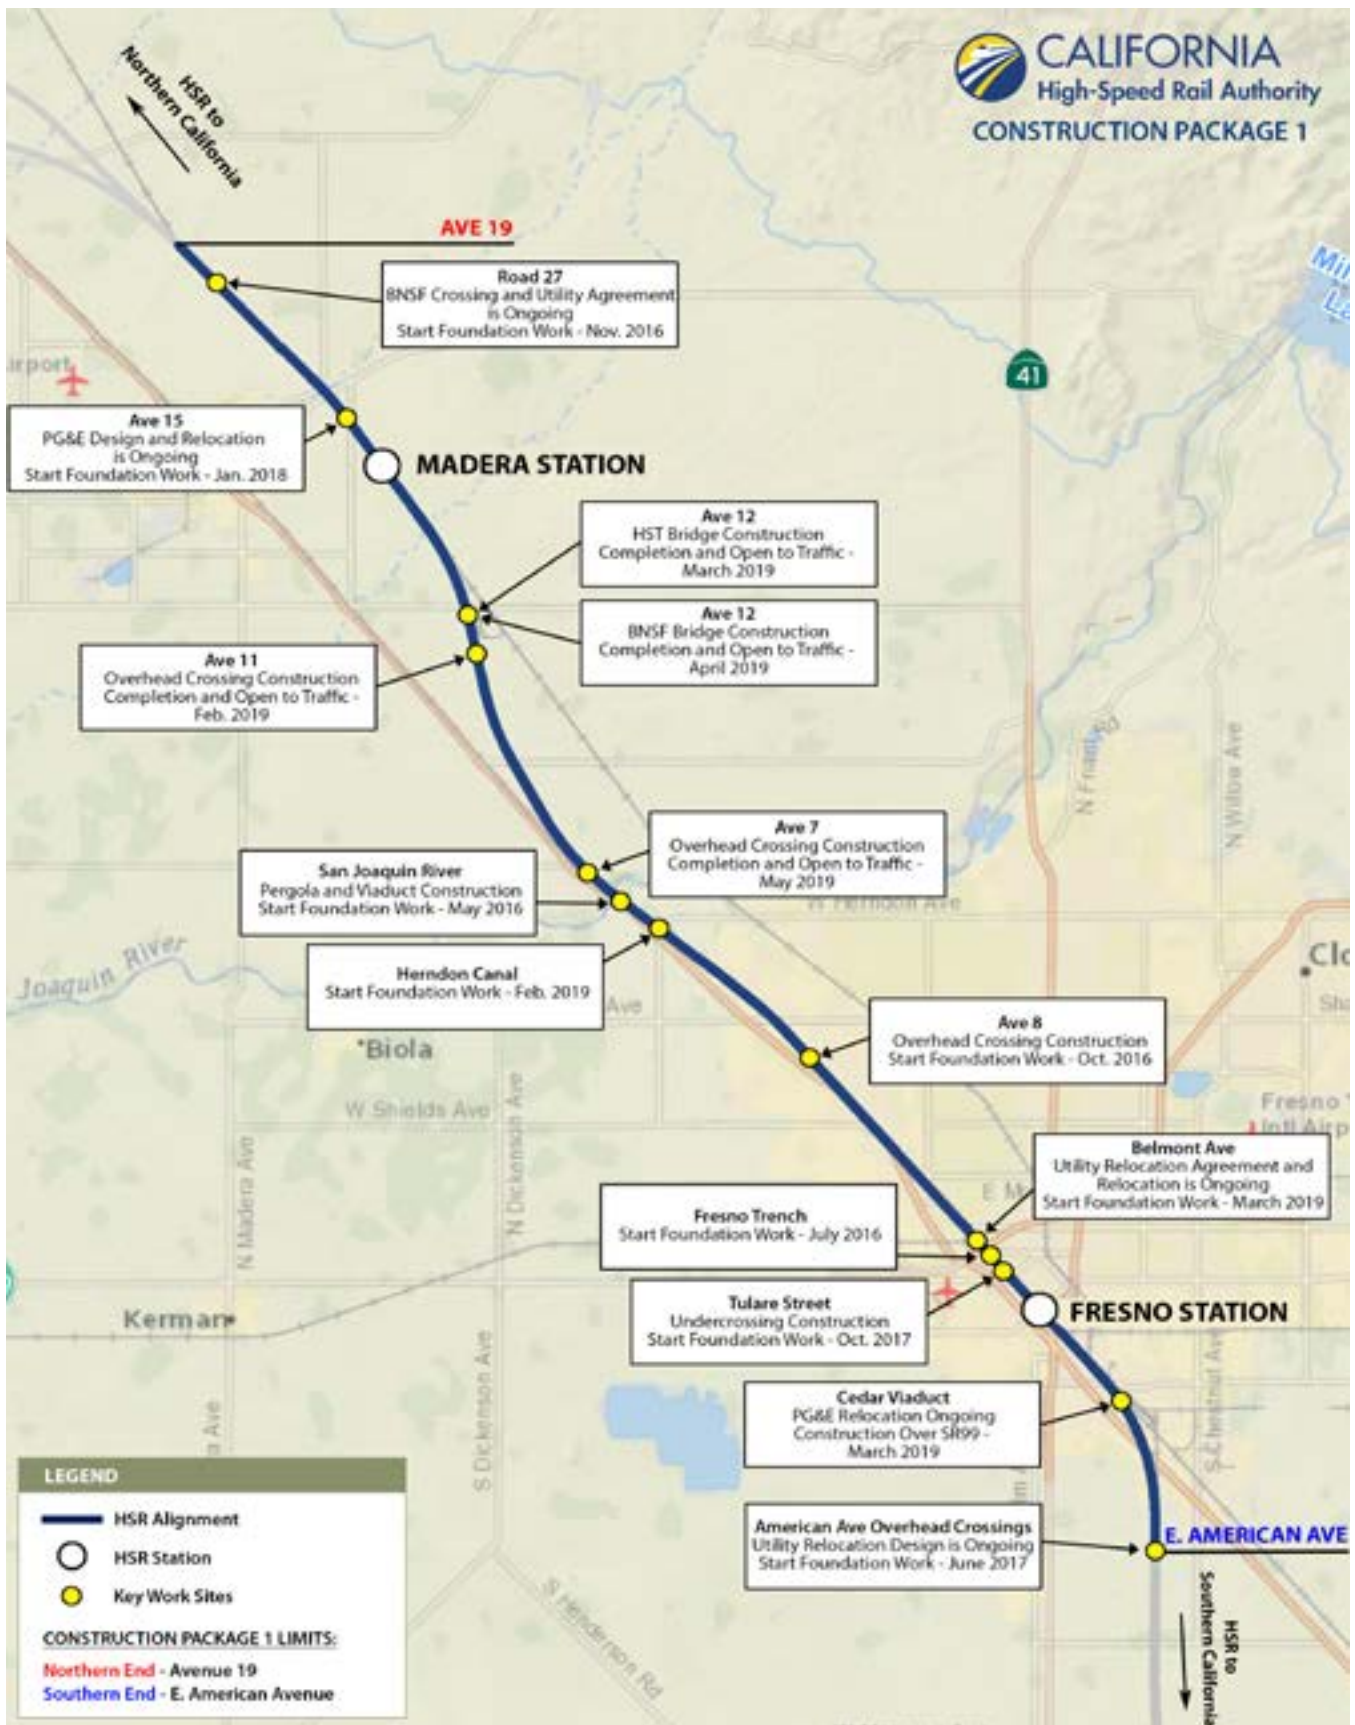 HSR to
Northern California
CALIFORNIA
High-Speed Rail Authority
CONSTRUCTION PACKAGE 1
AVE 19
Road 27
BNSF Crossing and Utility Agreement
is Ongoing
Start Foundation Work - Nov. 2016
41
Ave 15
PG&E Design and Relocation
is Ongoing
Start Foundation Work - Jan. 2018
MADERA STATION
Ave 12
HST Bridge Construction
Completion and Open to Traffic -
March 2019
Ave 12
BNSF Bridge Construction
Completion and Open to Traffic -
April 2019
Ave 11
Overhead Crossing Construction
Completion and Open to Traffic -
Feb. 2019
N Friant Rd
N Willow Ave
Ave 7
Overhead Crossing Construction
Completion and Open to Traffic -
May 2019
San Joaquin River
Pergola and Viaduct Construction
Start Foundation Work - May 2016
W Herndon Ave
Joaquin River
Herndon Canal
Start Foundation Work - Feb. 2019
Ave
Biola
Ave 8
Overhead Crossing Construction
Start Foundation Work - Oct. 2016
W Shields Ave
N Madera Ave
N Dickenson Ave
Fresno
Intl Airp
Belmont Ave
Utility Relocation Agreement and
Relocation is Ongoing
Start Foundation Work - March 2019
Fresno Trench
Start Foundation Work - July 2016
Tulare Street
Undercrossing Construction
Start Foundation Work - Oct. 2017
Kerman
FRESNO STATION
S Dickenson Ave
S Chestnut Ave
Cedar Viaduct
PG&E Relocation Ongoing
Construction Over SR99 -
March 2019
American Ave Overhead Crossings
Utility Relocation Design is Ongoing
Start Foundation Work - June 2017
E. AMERICAN AVE
S Henderson Rd
HSR to
Southern California
LEGEND
HSR Alignment
HSR Station
Key Work Sites
CONSTRUCTION PACKAGE 1 LIMITS:
Northern End - Avenue 19
Southern End - E. American Avenue